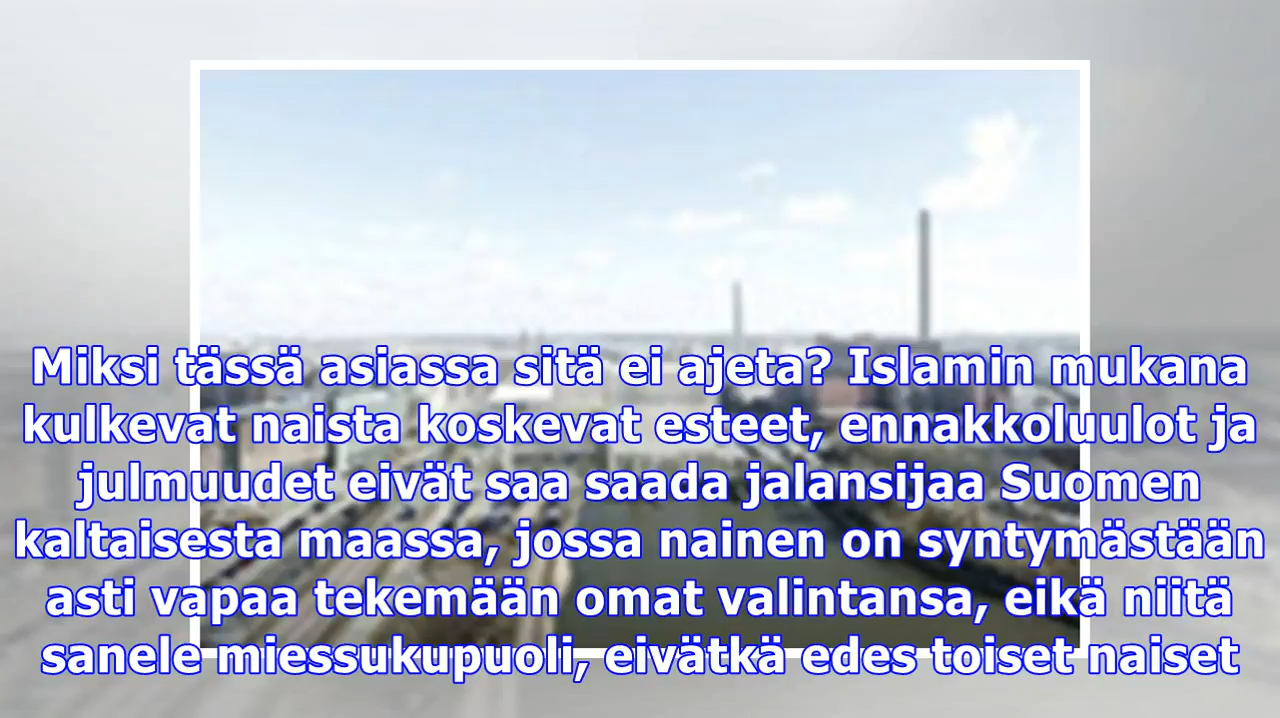 Miksi tässä asiassa sitä ei ajeta? Islamin mukana
kulkevat naista koskevat esteet, ennakkoluulot ja
julmuudet eivät saa saada jalansijaa Suomen
kaltaisesta maassa, jossa nainen on syntymästään
asti vapaa tekemään omat valintansa, eikä niitä
sanele miessukupuoli, eivätkä edes toiset naiset